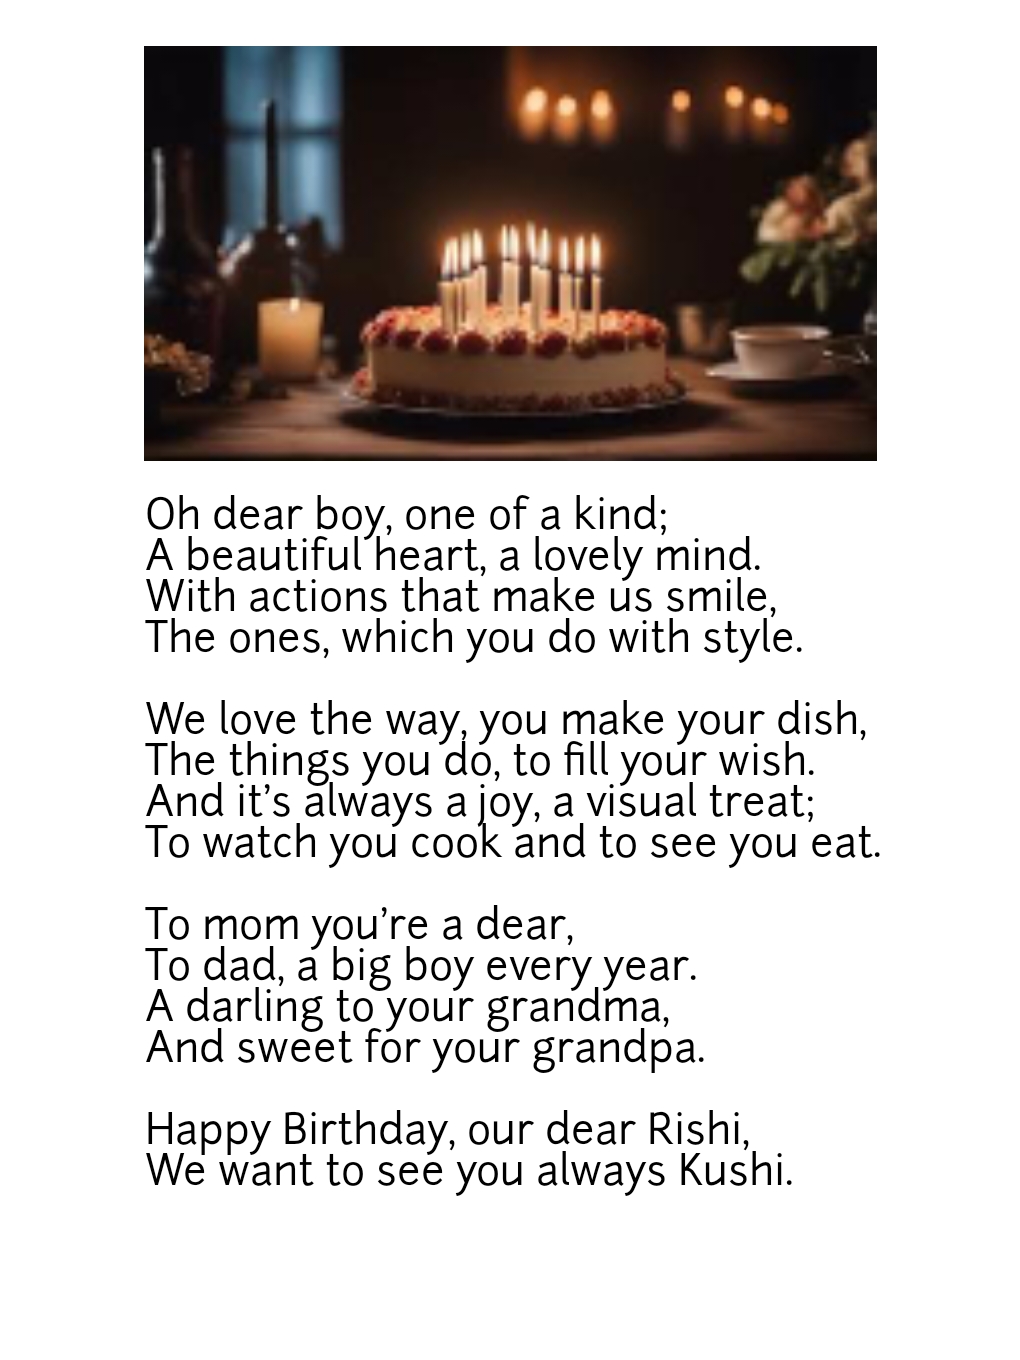 Oh dear boy, one of a kind;
A beautiful heart, a lovely mind.
With actions that make us smile,
The ones, which you do with style.
We love the way, you make your dish,
The things you do, to fill your wish.
And it’s always a joy, a visual treat;
To watch you cook and to see you eat.
To mom you’re a dear,
To dad, a big boy every year.
A darling to your grandma,
And sweet for your grandpa.
Happy Birthday, our dear Rishi,
We want to see you always Kushi.